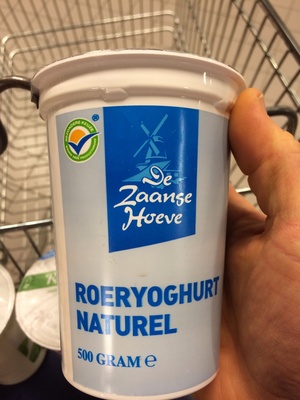 ®
De
Zaanse
Hoeve
ROERYOGHURT
NATUREL
500 GRAM e